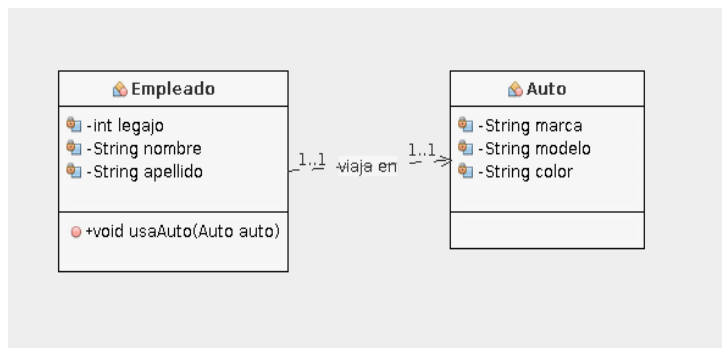 Empleado
-int legajo
-String nombre
-String apellido
+void usaAuto(Auto auto)
1..1 viaja en 1..1
Auto
-String marca
-String modelo
-String color